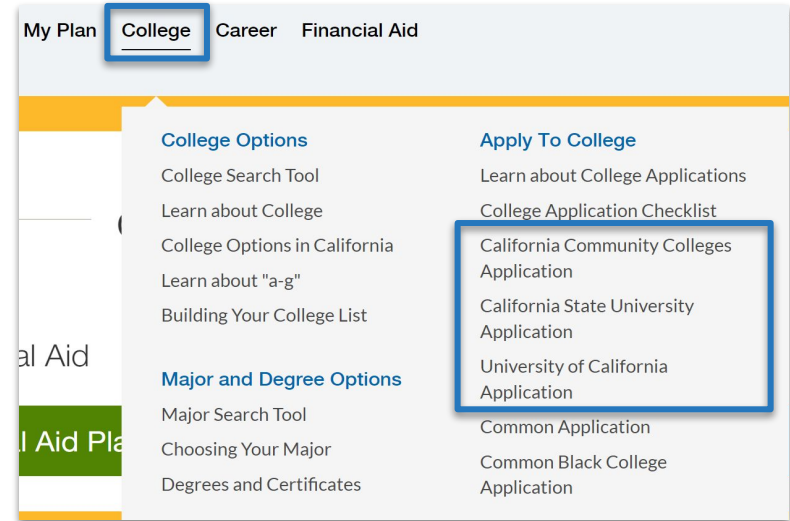 My Plan College Career Financial Aid
College Options
College Search Tool
Learn about College
College Options in California
Learn about "a-g"
Building Your College List
Major and Degree Options
Major Search Tool
Choosing Your Major
Degrees and Certificates
Apply To College
Learn about College Applications
College Application Checklist
California Community Colleges
Application
California State University
Application
University of California
Application
Common Application
Common Black College
Application
al Aid
l Aid Pla